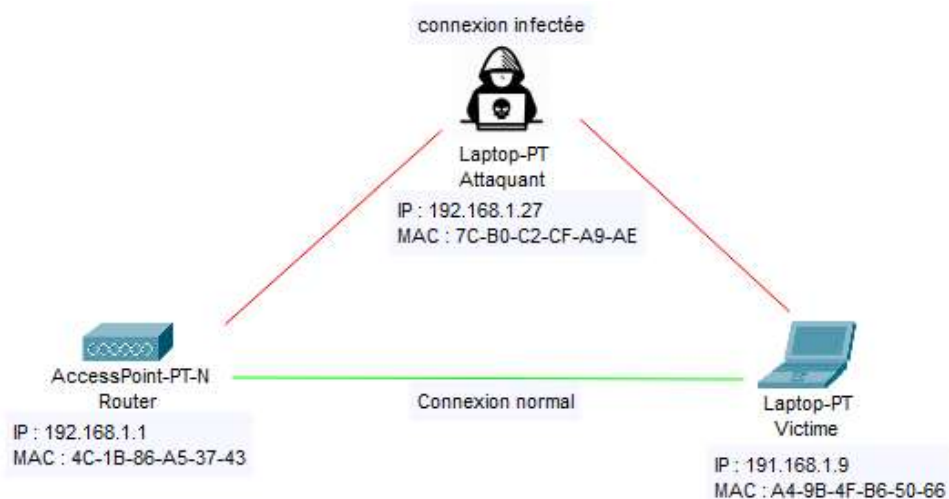 connexion infectée
Laptop-PT
Attaquant
IP : 192.168.1.27
MAC : 7C-B0-C2-CF-A9-AE
AccessPoint-PT-N
Router
IP : 192.168.1.1
MAC : 4C-1B-86-A5-37-43
Connexion normal
Laptop-PT
Victime
IP : 191.168.1.9
MAC : A4-9B-4F-B6-50-66